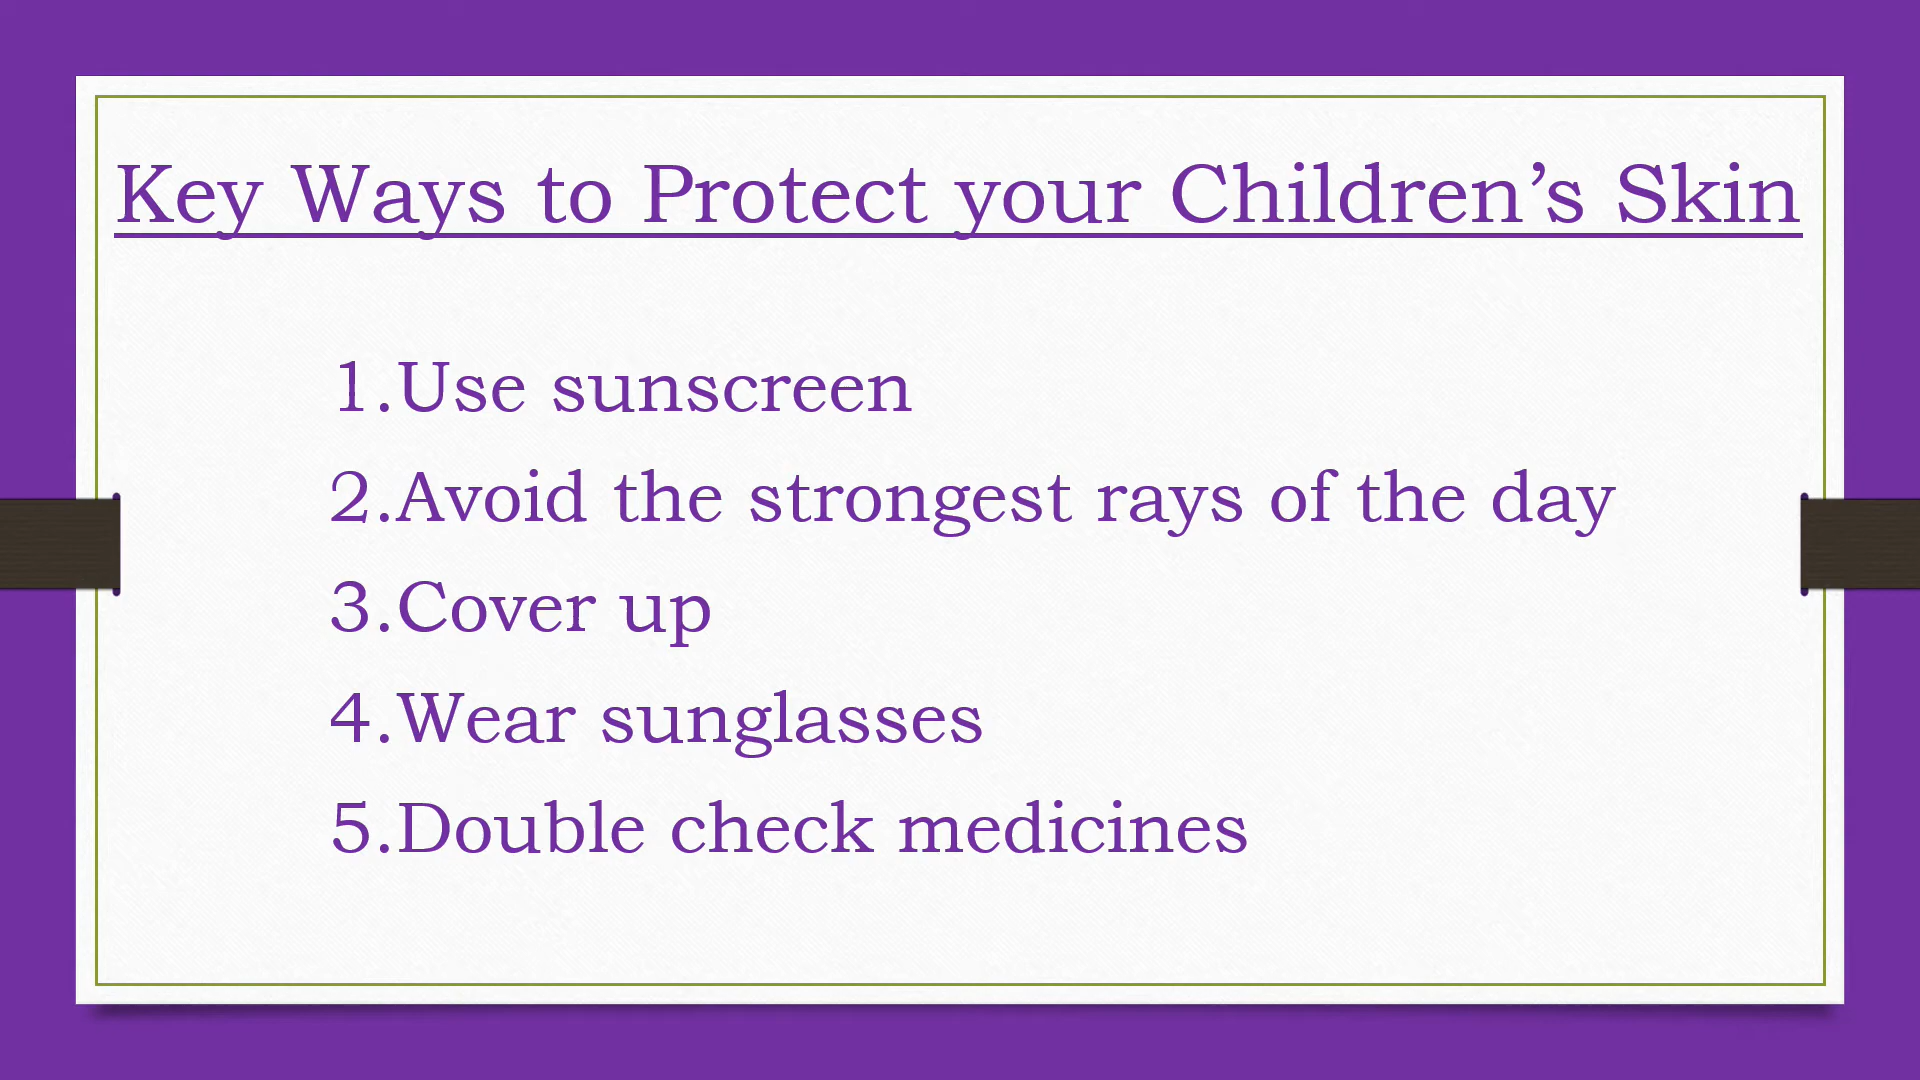 Key Ways to Protect your Children’s Skin
1.Use sunscreen
2.Avoid the strongest rays of the day
3.Cover up
4.Wear sunglasses
5.Double check medicines